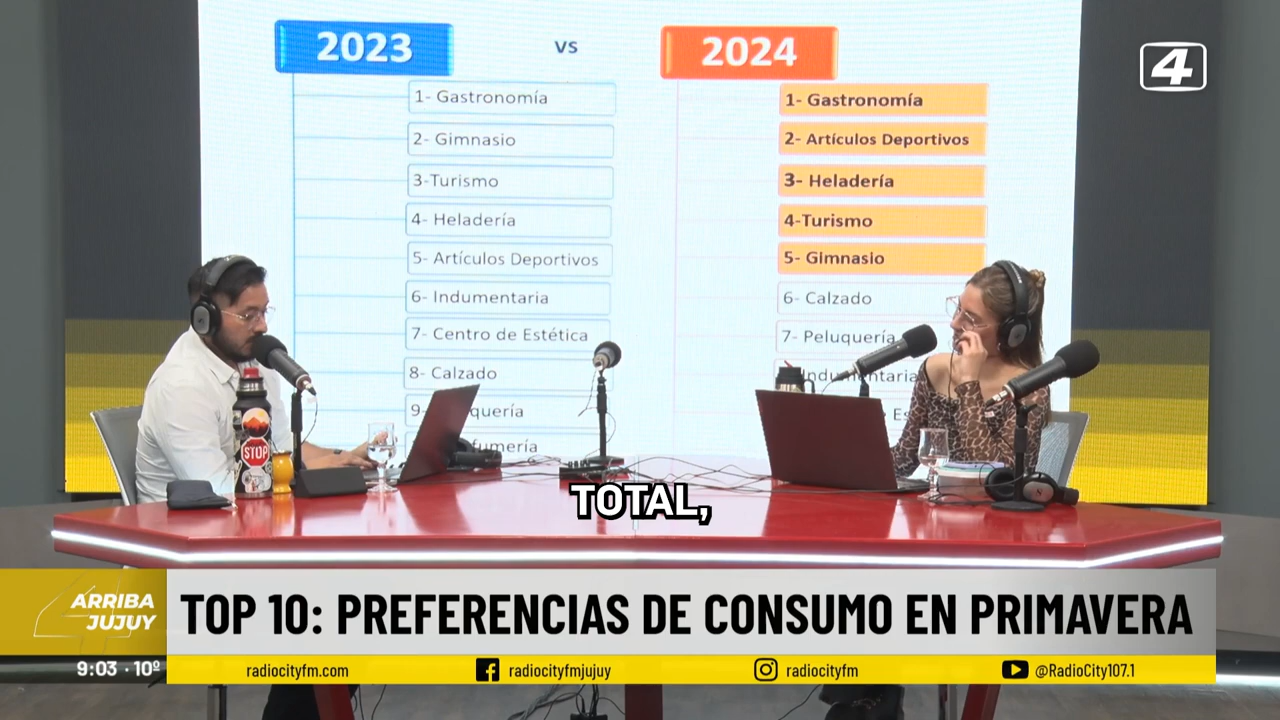 2023
vs
2024
4
1- Gastronomía
2- Gimnasio
3-Turismo
4- Heladería
5- Artículos Deportivos
6- Indumentaria
7- Centro de Estética
8- Calzado
9-
1- Gastronomía
2- Artículos Deportivos
3- Heladería
4-Turismo
5- Gimnasio
6- Calzado
7- Peluquería
Indumentaria
STOP
TOTAL,
ARRIBA
JUJUY
TOP 10: PREFERENCIAS DE CONSUMO EN PRIMAVERA
9:03 · 10º
radiocityfm.com
radiocityfmjujuy
radiocityfm
@RadioCity107.1